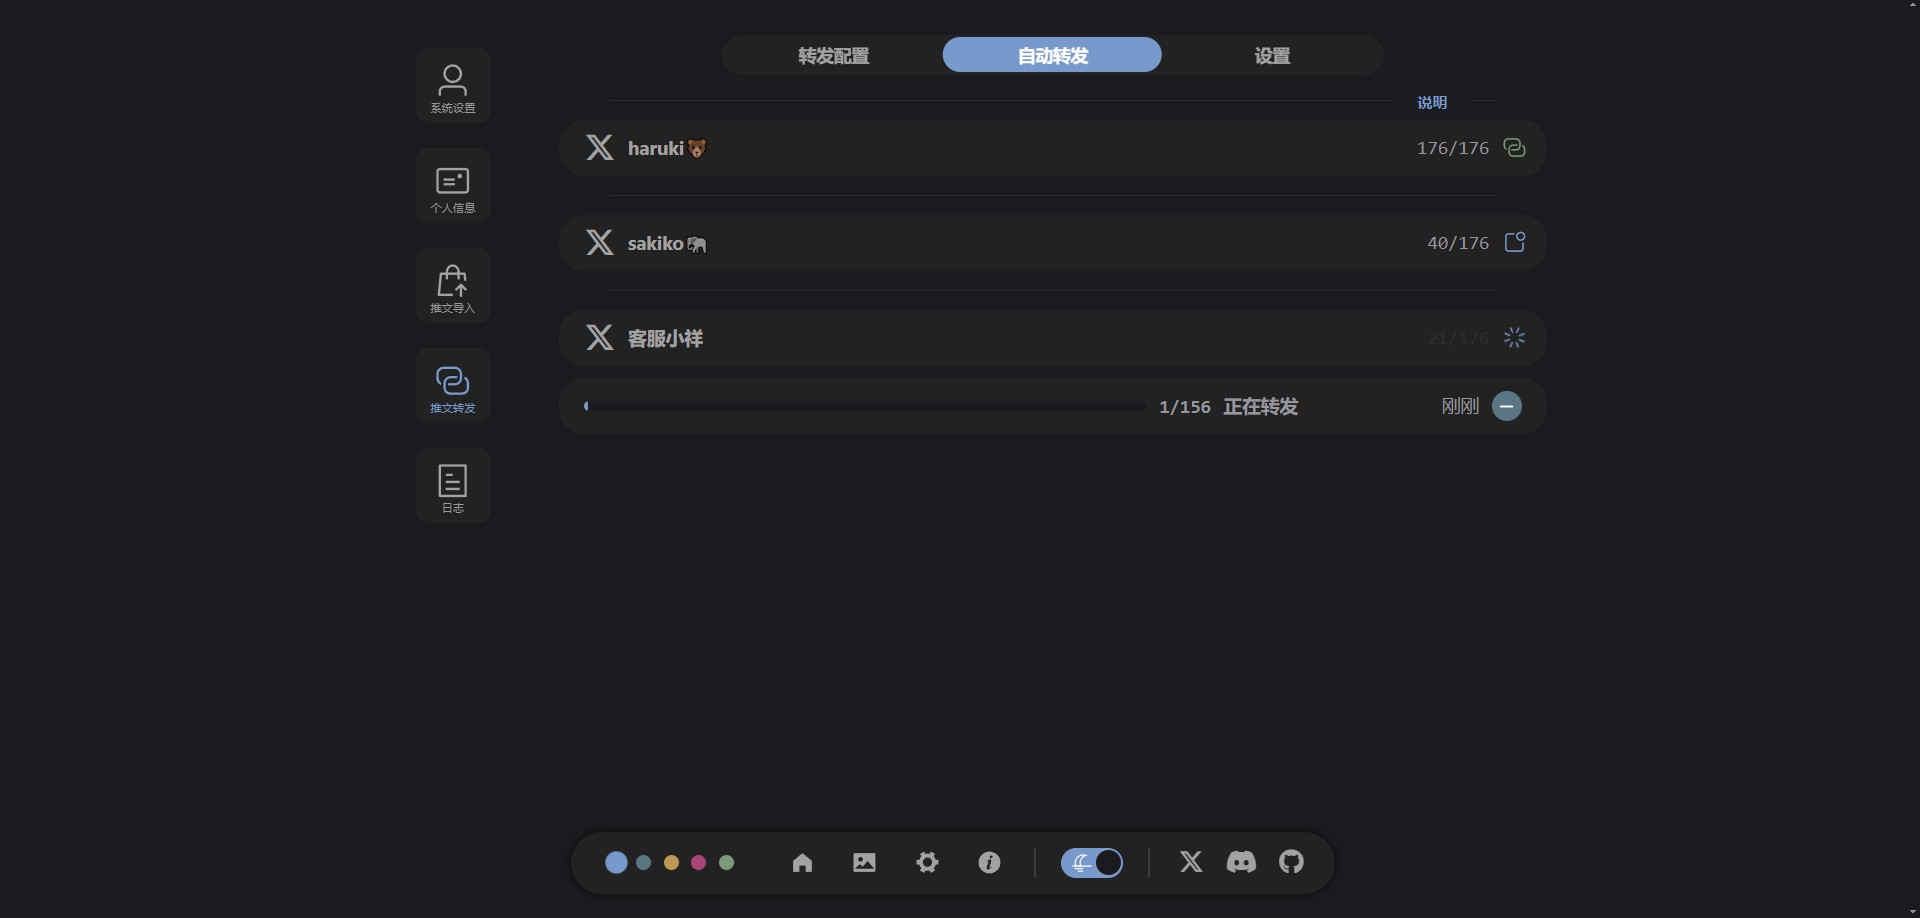 转发配置
自动转发
设置
系统设置
个人信息
推文导入
推文转发
日志
说明
haruki🐻 176/176
sakiko🐘 40/176
客服小祥 21/176
1/156 正在转发 刚刚